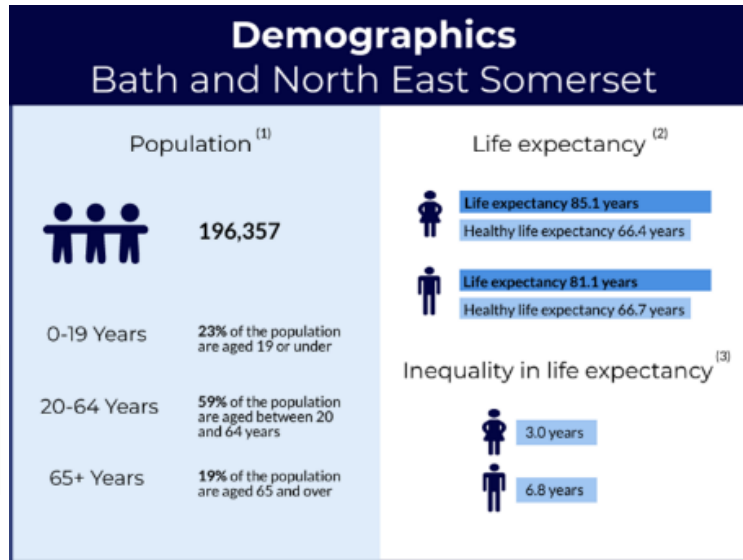 Demographics
Bath and North East Somerset
Population (1)
196,357
0-19 Years
23% of the population
are aged 19 or under
20-64 Years
59% of the population
are aged between 20
and 64 years
65+ Years
19% of the population
are aged 65 and over
Life expectancy (2)
Life expectancy 85.1 years
Healthy life expectancy 66.4 years
Life expectancy 81.1 years
Healthy life expectancy 66.7 years
Inequality in life expectancy (3)
3.0 years
6.8 years